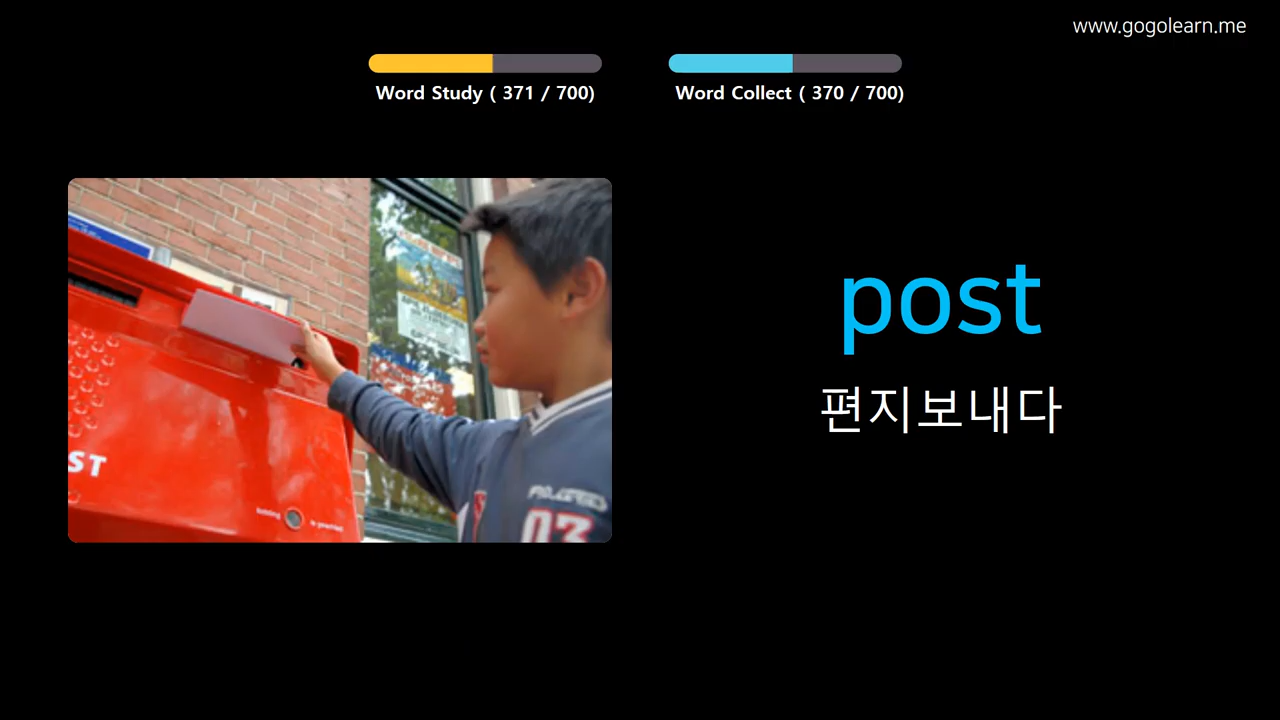 www.gogolearn.me
Word Study ( 371 / 700)
Word Collect ( 370 / 700)
post
편지보내다
ST
03